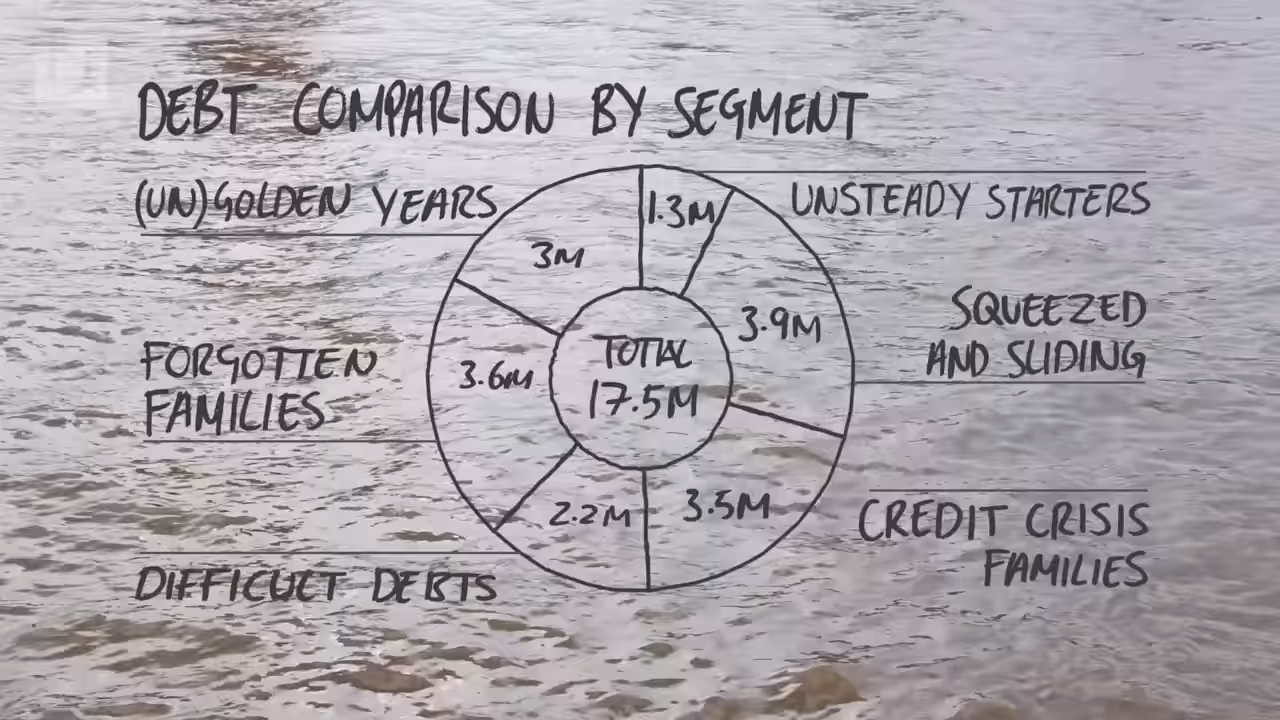 DEBT COMPARISON BY SEGMENT
(UN)GOLDEN YEARS
3M
1.3M
UNSTEADY STARTERS
3.9M
SQUEEZED
AND SLIDING
FORGOTTEN
FAMILIES
3.6M
TOTAL
17.5M
2.2M
3.5M
CREDIT CRISIS
FAMILIES
DIFFICULT DEBTS